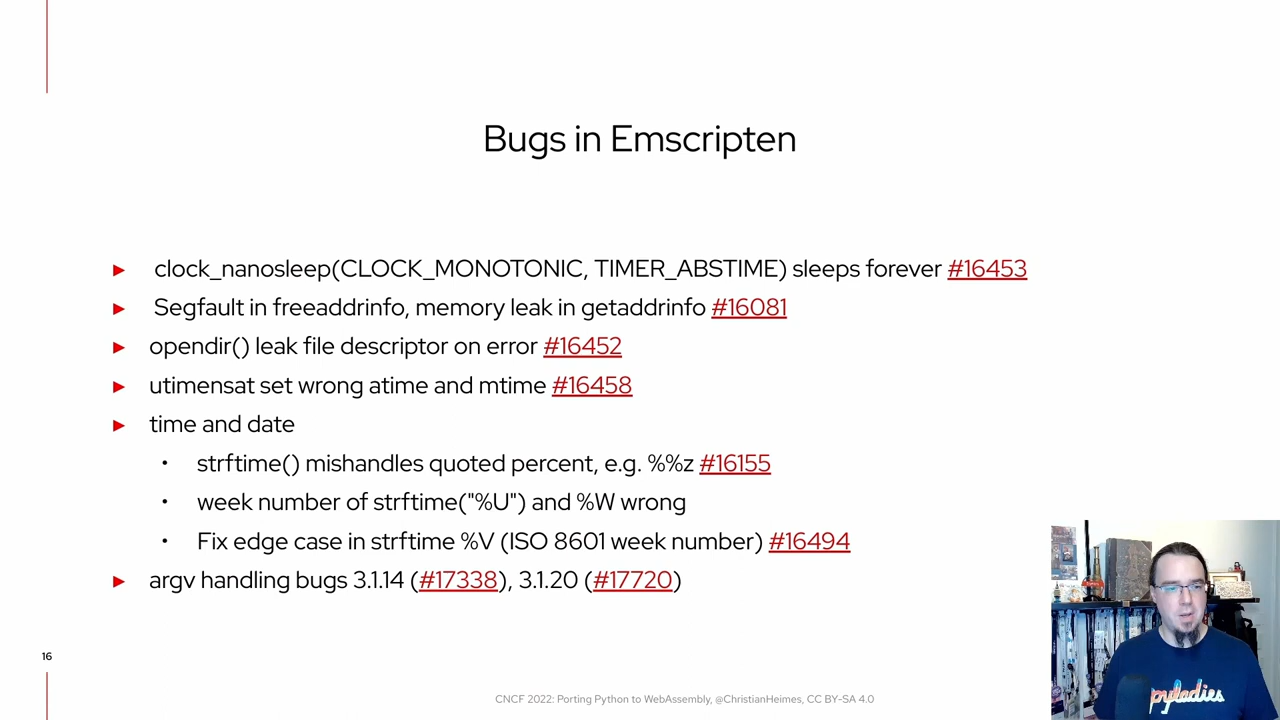 Bugs in Emscripten
► clock_nanosleep(CLOCK_MONOTONIC, TIMER_ABSTIME) sleeps forever #16453
► Segfault in freeaddrinfo, memory leak in getaddrinfo #16081
► opendir() leak file descriptor on error #16452
► utimensat set wrong atime and mtime #16458
► time and date
• strftime() mishandles quoted percent, e.g. %%z #16155
• week number of strftime("%U") and %W wrong
• Fix edge case in strftime %V (ISO 8601 week number) #16494
► argv handling bugs 3.1.14 (#17338), 3.1.20 (#17720)
16
CNCF 2022: Porting Python to WebAssembly, @ChristianHeimes, CC BY-SA 4.0
pyladies